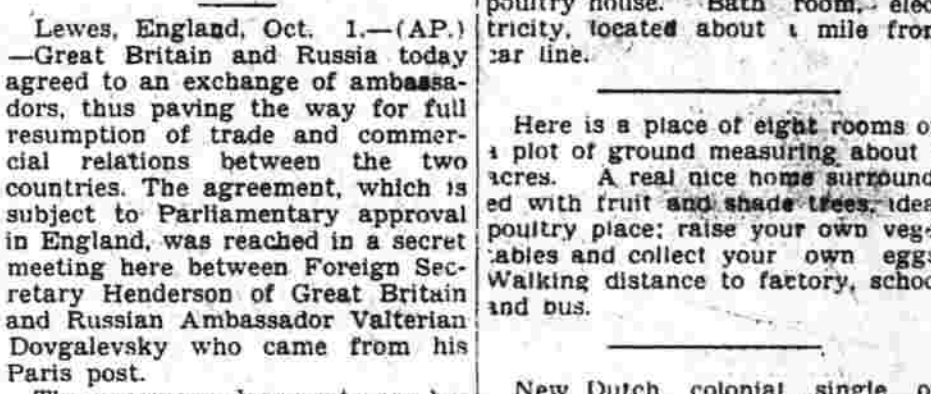 Lewes, England, Oct. 1.—(AP.)
—Great Britain and Russia today
agreed to an exchange of ambassa-
dors, thus paving the way for full
resumption of trade and commer-
cial relations between the two
countries. The agreement, which is
subject to Parliamentary approval
in England, was reached in a secret
meeting here between Foreign Sec-
retary Henderson of Great Britain
and Russian Ambassador Valterian
Dovgalevsky who came from his
Paris post.
poultry house. Bath room, elec
tricity, located about mile from
car line.
Here is a place of eight rooms o
plot of ground measuring about
acres. A real nice home surround
ed with fruit and shade trees, idea
poultry place; raise your own veg
tables and collect your own eggs
Walking distance to factory, schoo
and bus.
New Dutch colonial single